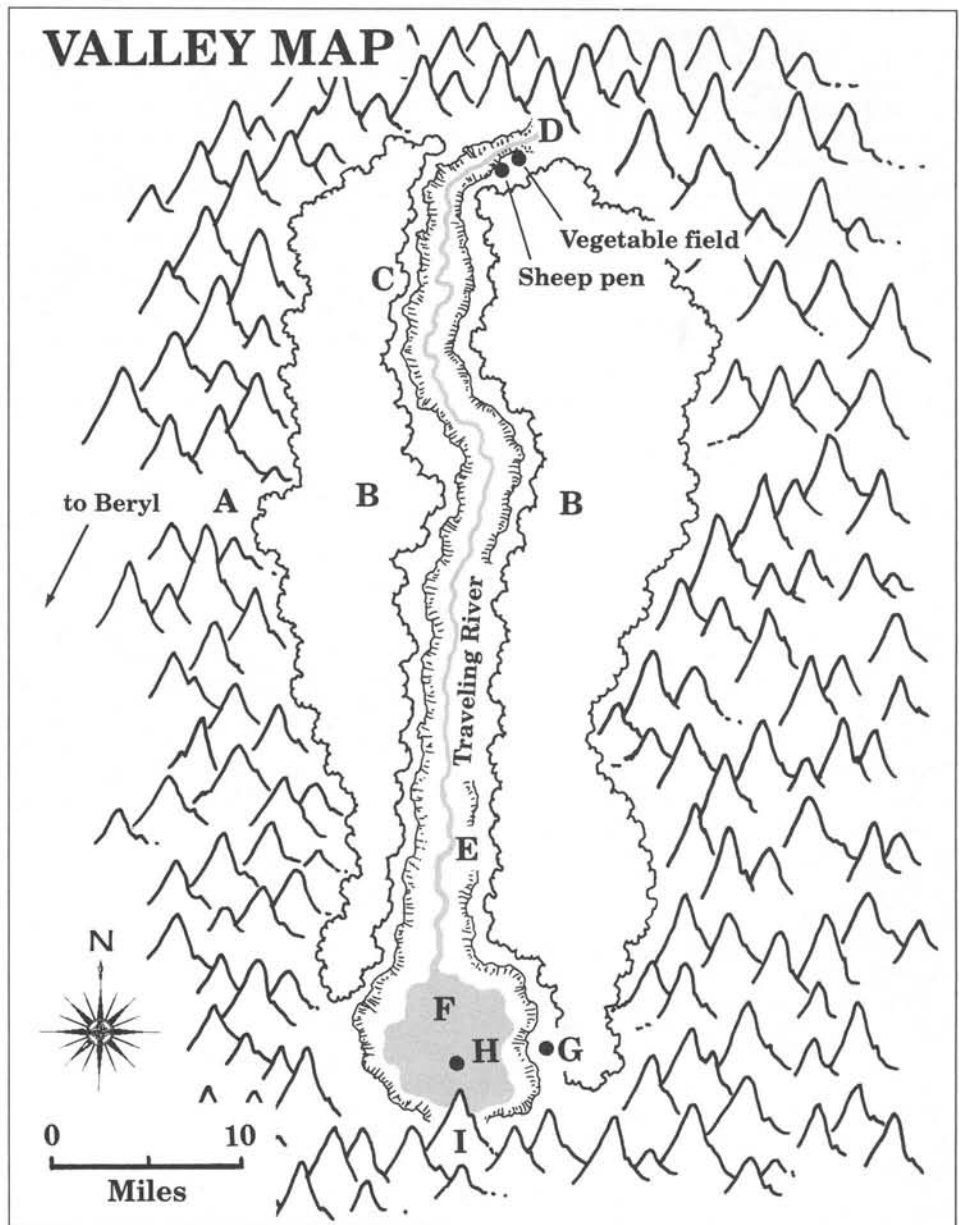 VALLEY MAP
D
Vegetable field
Sheep pen
C
to Beryl
A
B
B
Traveling River
E
N
F
H
G
I
0 10
Miles